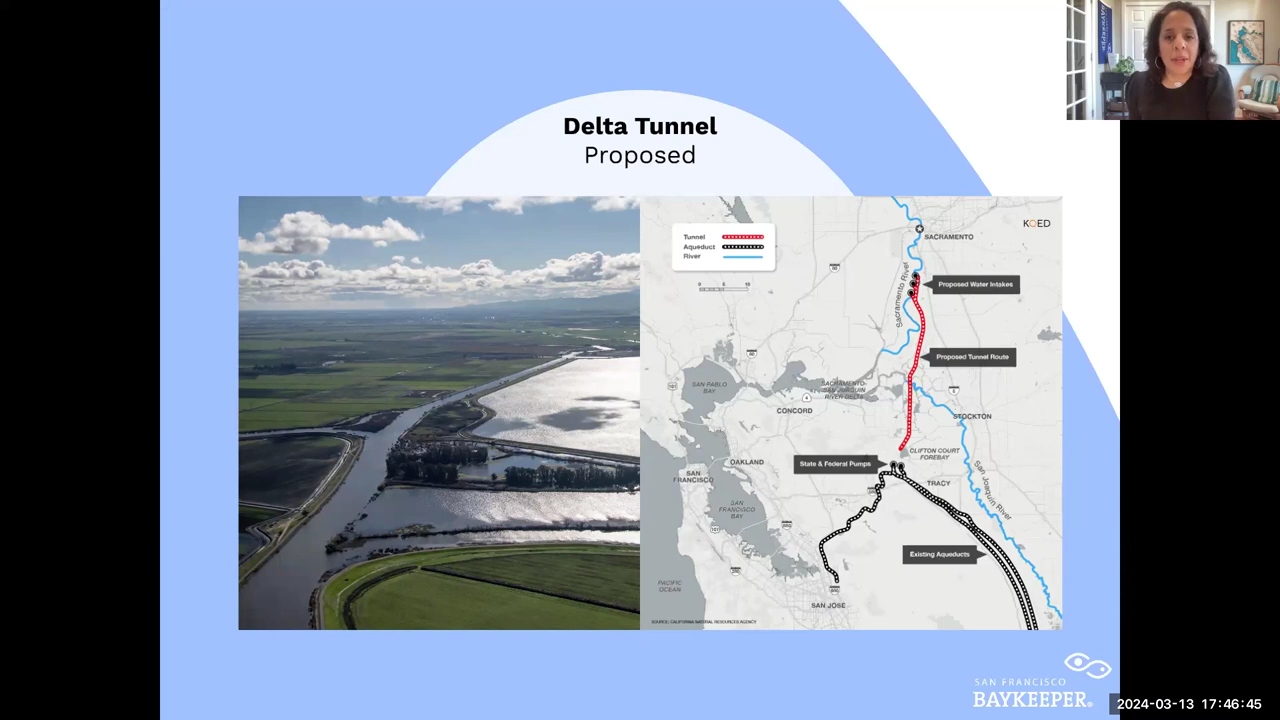 Delta Tunnel
Proposed
Tunnel
Aqueduct
River
KQED
SACRAMENTO
Sacramento River
Proposed Water Intakes
Proposed Tunnel Route
SAN PABLO
BAY
SACRAMENTO-
SAN JOAQUIN
RIVER DELTA
CONCORD
STOCKTON
OAKLAND
CLIFTON COURT
FOREBAY
State & Federal Pumps
SAN
FRANCISCO
TRACY
San Joaquin River
SAN
FRANCISCO
BAY
Existing Aqueducts
PACIFIC
OCEAN
SAN JOSE
SOURCE: CALIFORNIA NATURAL RESOURCES AGENCY
SAN FRANCISCO
BAYKEEPER®
2024-03-13 17:46:45